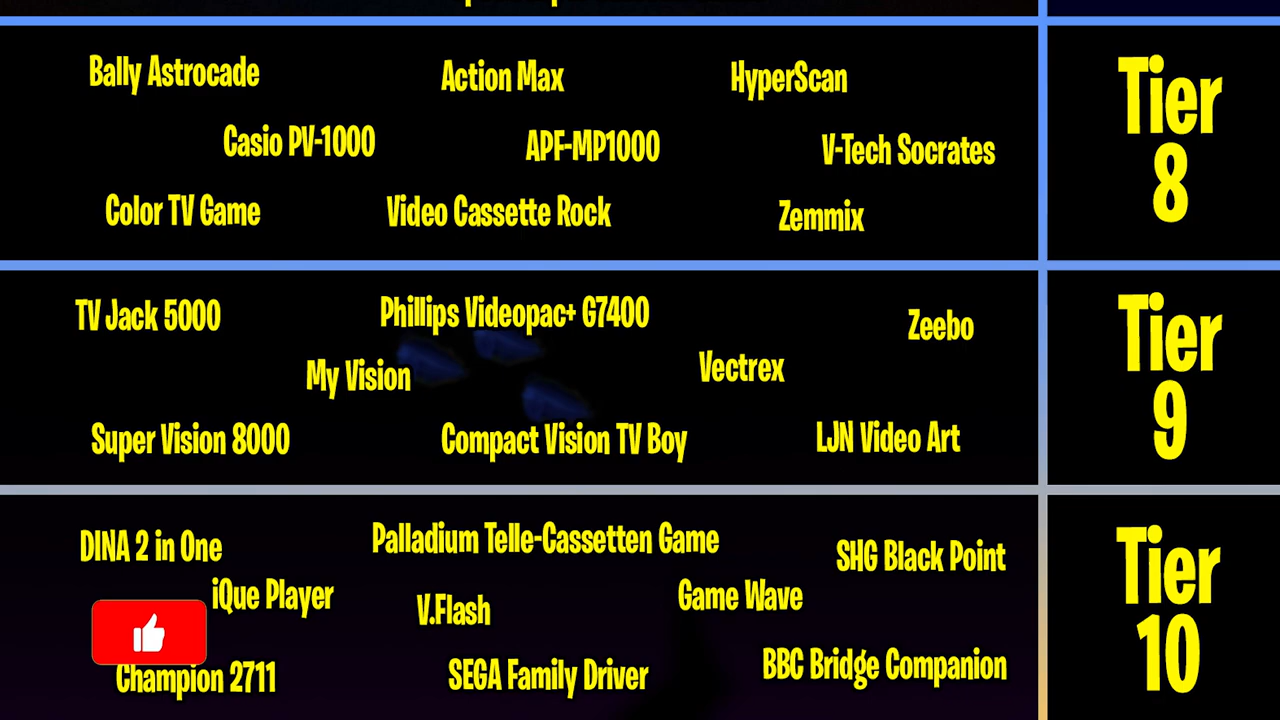 Bally Astrocade
Action Max
HyperScan
Casio PV-1000
APF-MP1000
V-Tech Socrates
Color TV Game
Video Cassette Rock
Zemmix
Tier
8
TV Jack 5000
Phillips Videopac+ G7400
Zeebo
My Vision
Vectrex
Super Vision 8000
Compact Vision TV Boy
LJN Video Art
Tier
9
DINA 2 in One
Palladium Telle-Cassetten Game
SHG Black Point
iQue Player
V.Flash
Game Wave
Champion 2711
SEGA Family Driver
BBC Bridge Companion
Tier
10